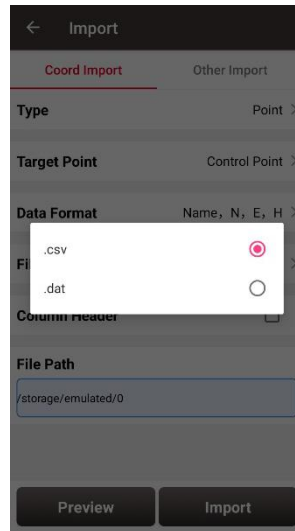 Import
Coord Import Other Import
Type Point
Target Point Control Point
Data Format Name, N, E, H
.csv
Fi
.dat
Column Header
File Path
/storage/emulated/0
Preview Import